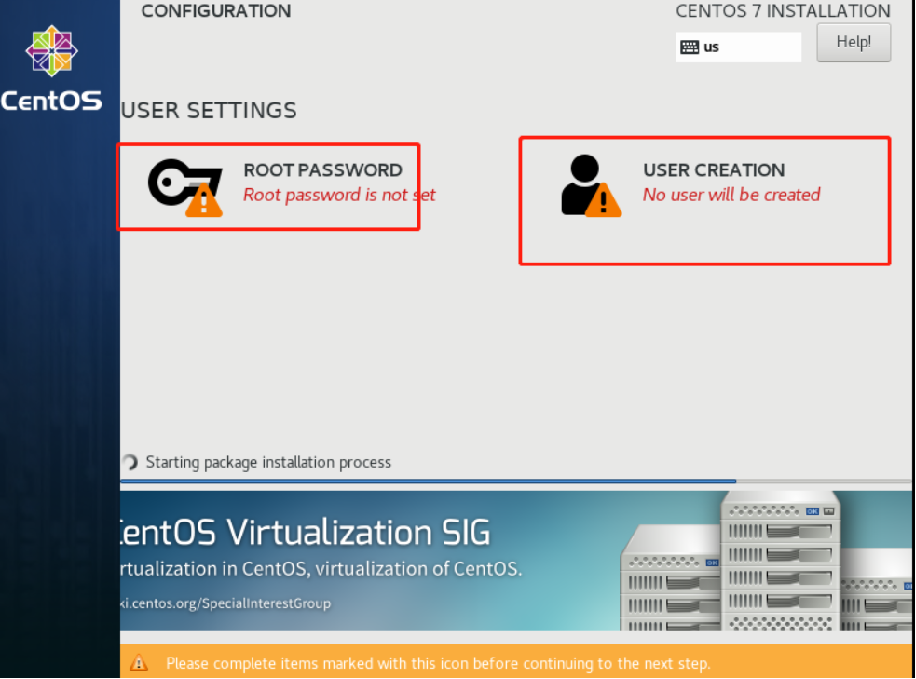 CONFIGURATION
CENTOS 7 INSTALLATION
us
Help!
CentOS
USER SETTINGS
ROOT PASSWORD
Root password is not set
USER CREATION
No user will be created
Starting package installation process
entOS Virtualization SIG
rtualization in CentOS, virtualization of CentOS.
ki.centos.org/SpecialInterestGroup
Please complete items marked with this icon before continuing to the next step.